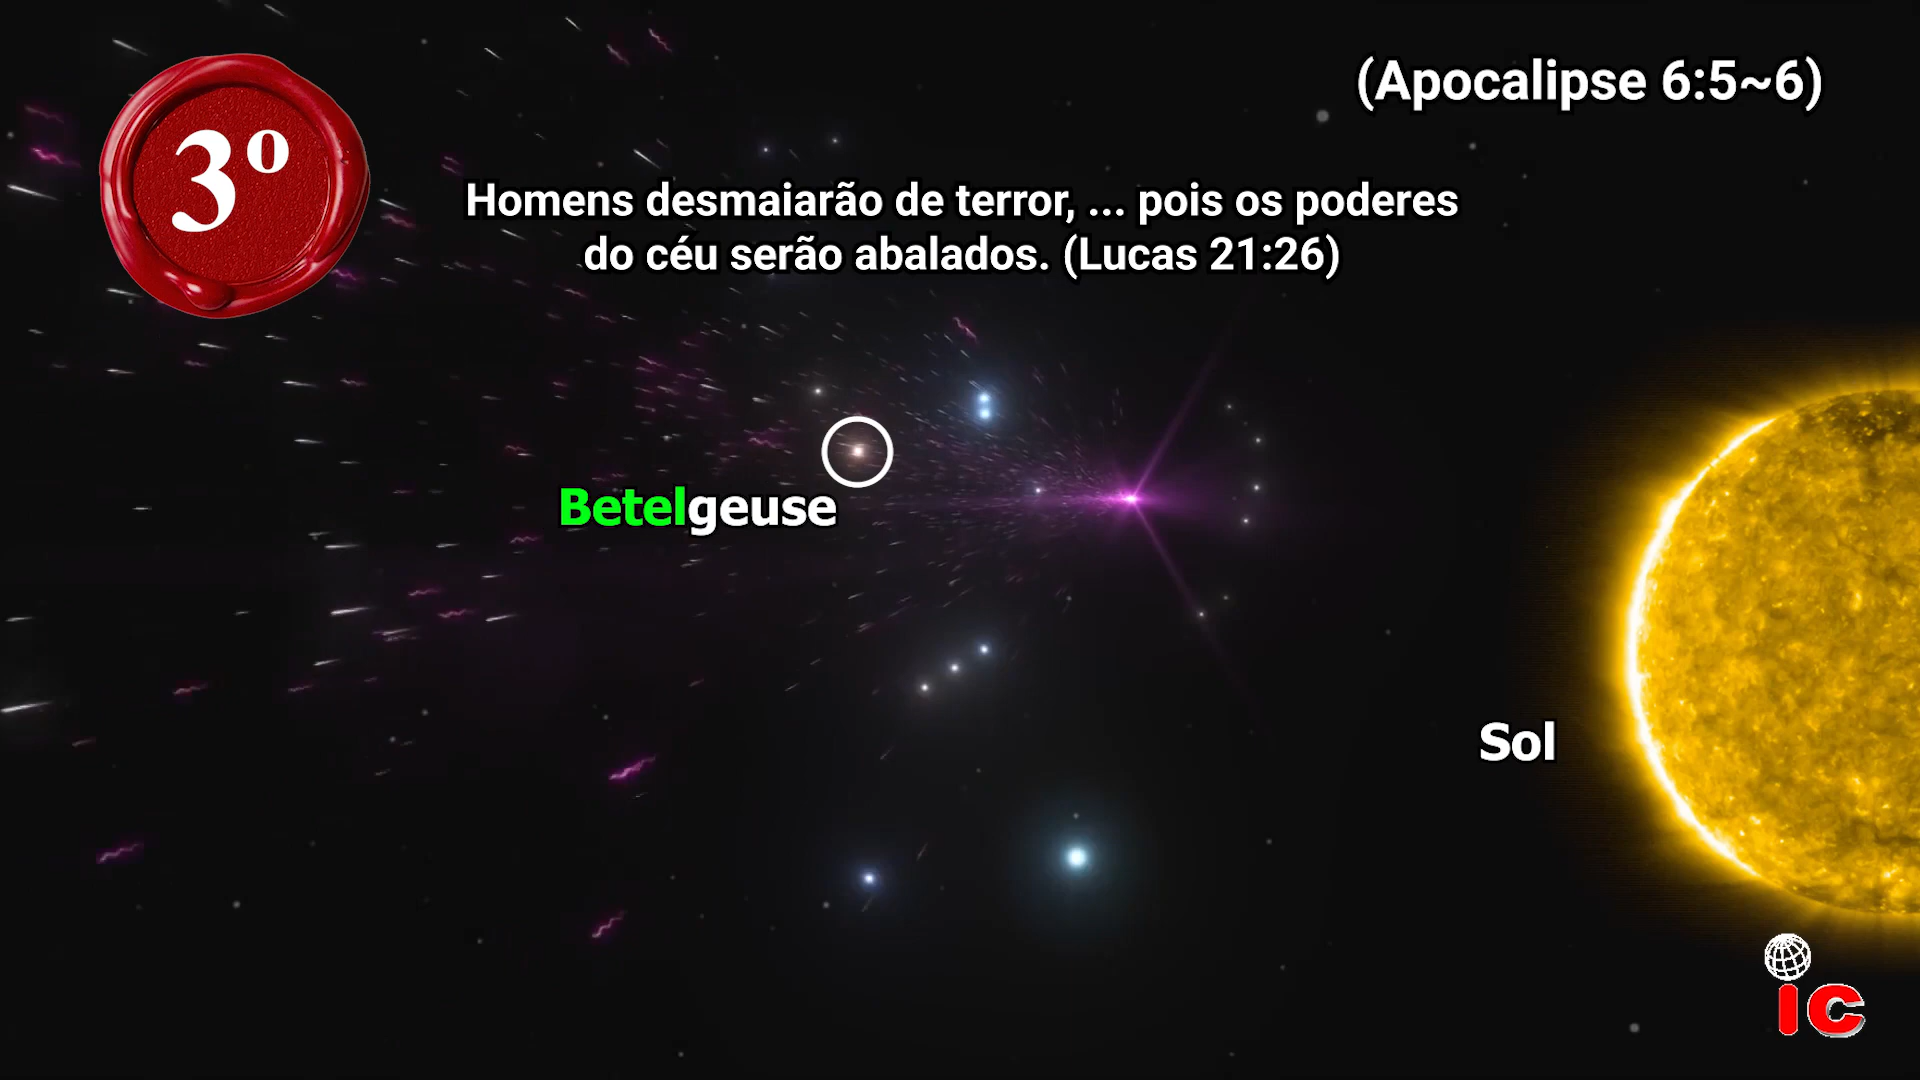 3º
(Apocalipse 6:5~6)
Homens desmaiarão de terror, ... pois os poderes
do céu serão abalados. (Lucas 21:26)
Betelgeuse
Sol
IC